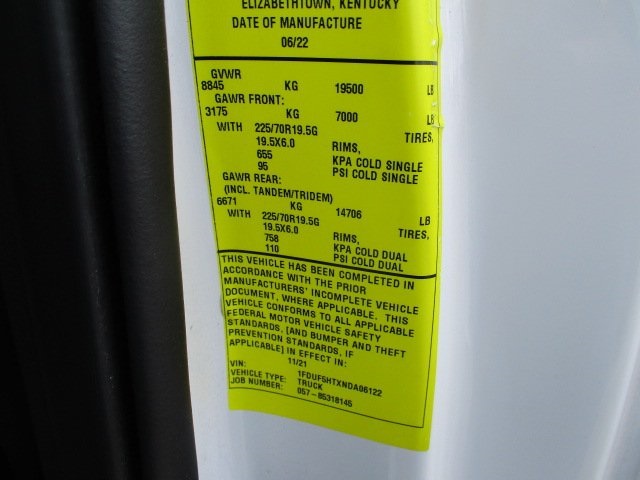 ELIZABETHTOWN, KENTUCKY
DATE OF MANUFACTURE
06/22
GVWR
8845 KG 19500 LB
GAWR FRONT:
3175 KG 7000 LB
WITH 225/70R19.5G TIRES,
19.5X6.0 RIMS,
655 KPA COLD SINGLE
95 PSI COLD SINGLE
GAWR REAR:
(INCL. TANDEM/TRIDEM)
6671 KG 14706 LB
WITH 225/70R19.5G TIRES,
19.5X6.0 RIMS,
758 KPA COLD DUAL
110 PSI COLD DUAL
THIS VEHICLE HAS BEEN COMPLETED IN
ACCORDANCE WITH THE PRIOR
MANUFACTURERS' INCOMPLETE VEHICLE
DOCUMENT, WHERE APPLICABLE. THIS
VEHICLE CONFORMS TO ALL APPLICABLE
FEDERAL MOTOR VEHICLE SAFETY
STANDARDS, [AND BUMPER AND THEFT
PREVENTION STANDARDS, IF
APPLICABLE] IN EFFECT IN:
11/21
VIN: 1FDUF5HTXNDA06122
VEHICLE TYPE: TRUCK
JOB NUMBER: 057-85318145